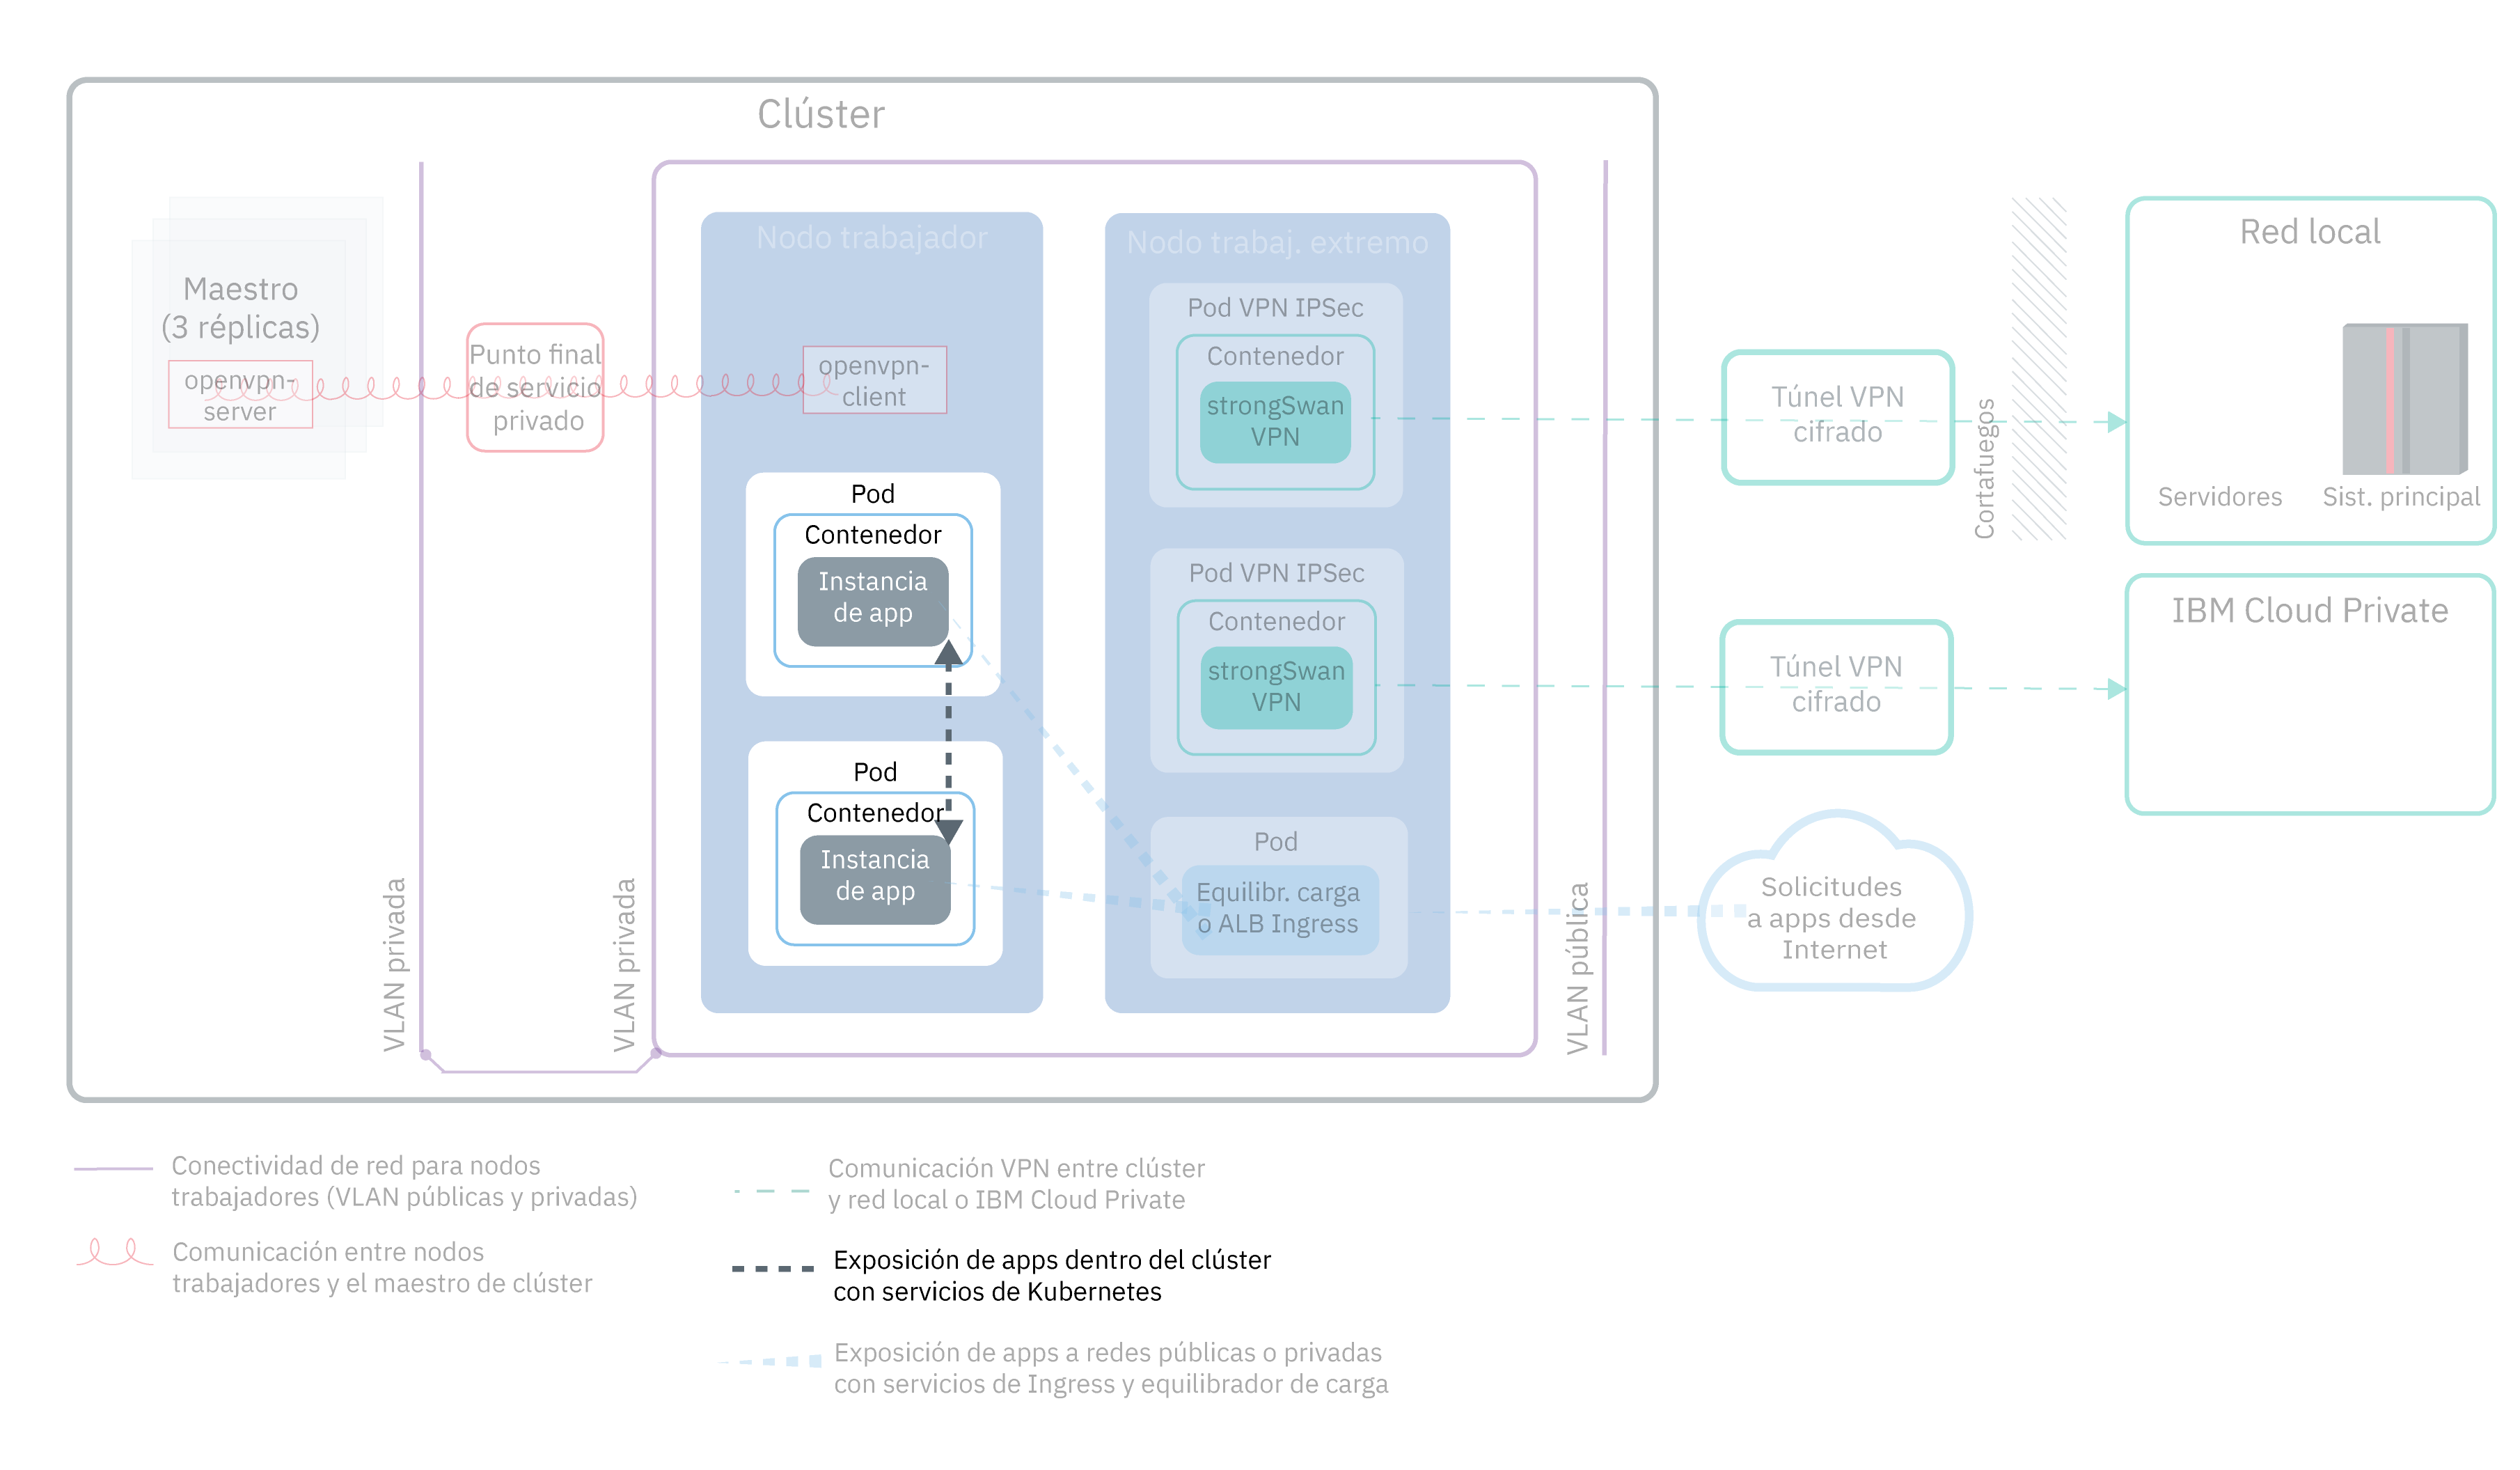 Clúster
Maestro
(3 réplicas)
openvpn-
server
Punto final
de servicio
privado
VLAN privada
VLAN privada
Nodo trabajador
openvpn-
client
Pod
Contenedor
Instancia
de app
Pod
Contenedor
Instancia
de app
Nodo trabaj. extremo
Pod VPN IPSec
Contenedor
strongSwan
VPN
Pod VPN IPSec
Contenedor
strongSwan
VPN
Pod
Equilibr. carga
o ALB Ingress
VLAN pública
Túnel VPN
cifrado
Túnel VPN
cifrado
Solicitudes
a apps desde
Internet
Cortafuegos
Red local
Servidores
Sist. principal
IBM Cloud Private
Conectividad de red para nodos
trabajadores (VLAN públicas y privadas)
Comunicación entre nodos
trabajadores y el maestro de clúster
Comunicación VPN entre clúster
y red local o IBM Cloud Private
Exposición de apps dentro del clúster
con servicios de Kubernetes
Exposición de apps a redes públicas o privadas
con servicios de Ingress y equilibrador de carga